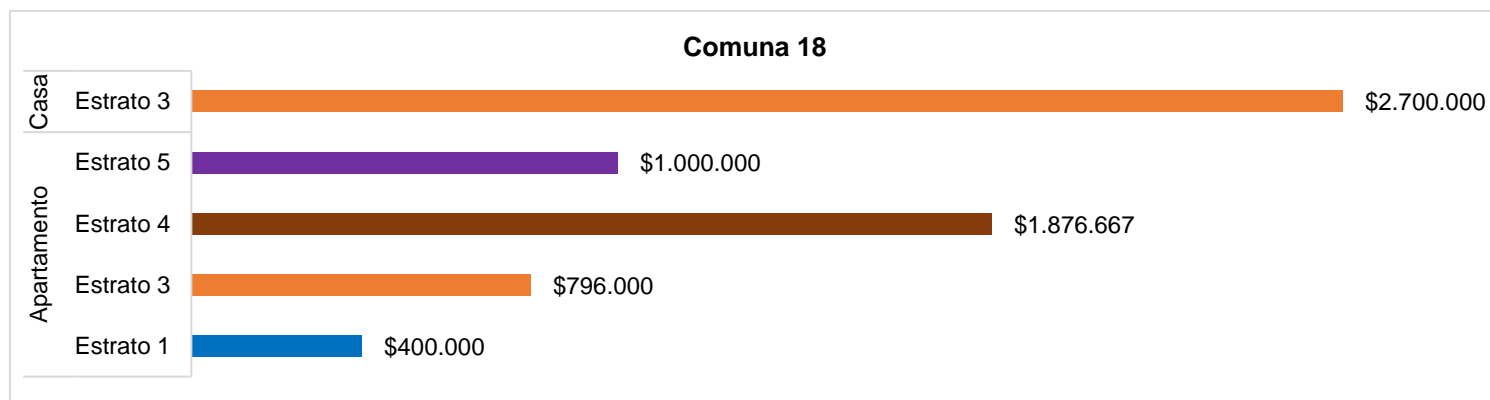 Comuna 18
Casa
Estrato 3
$2.700.000
Apartamento
Estrato 5
$1.000.000
Estrato 4
$1.876.667
Estrato 3
$796.000
Estrato 1
$400.000